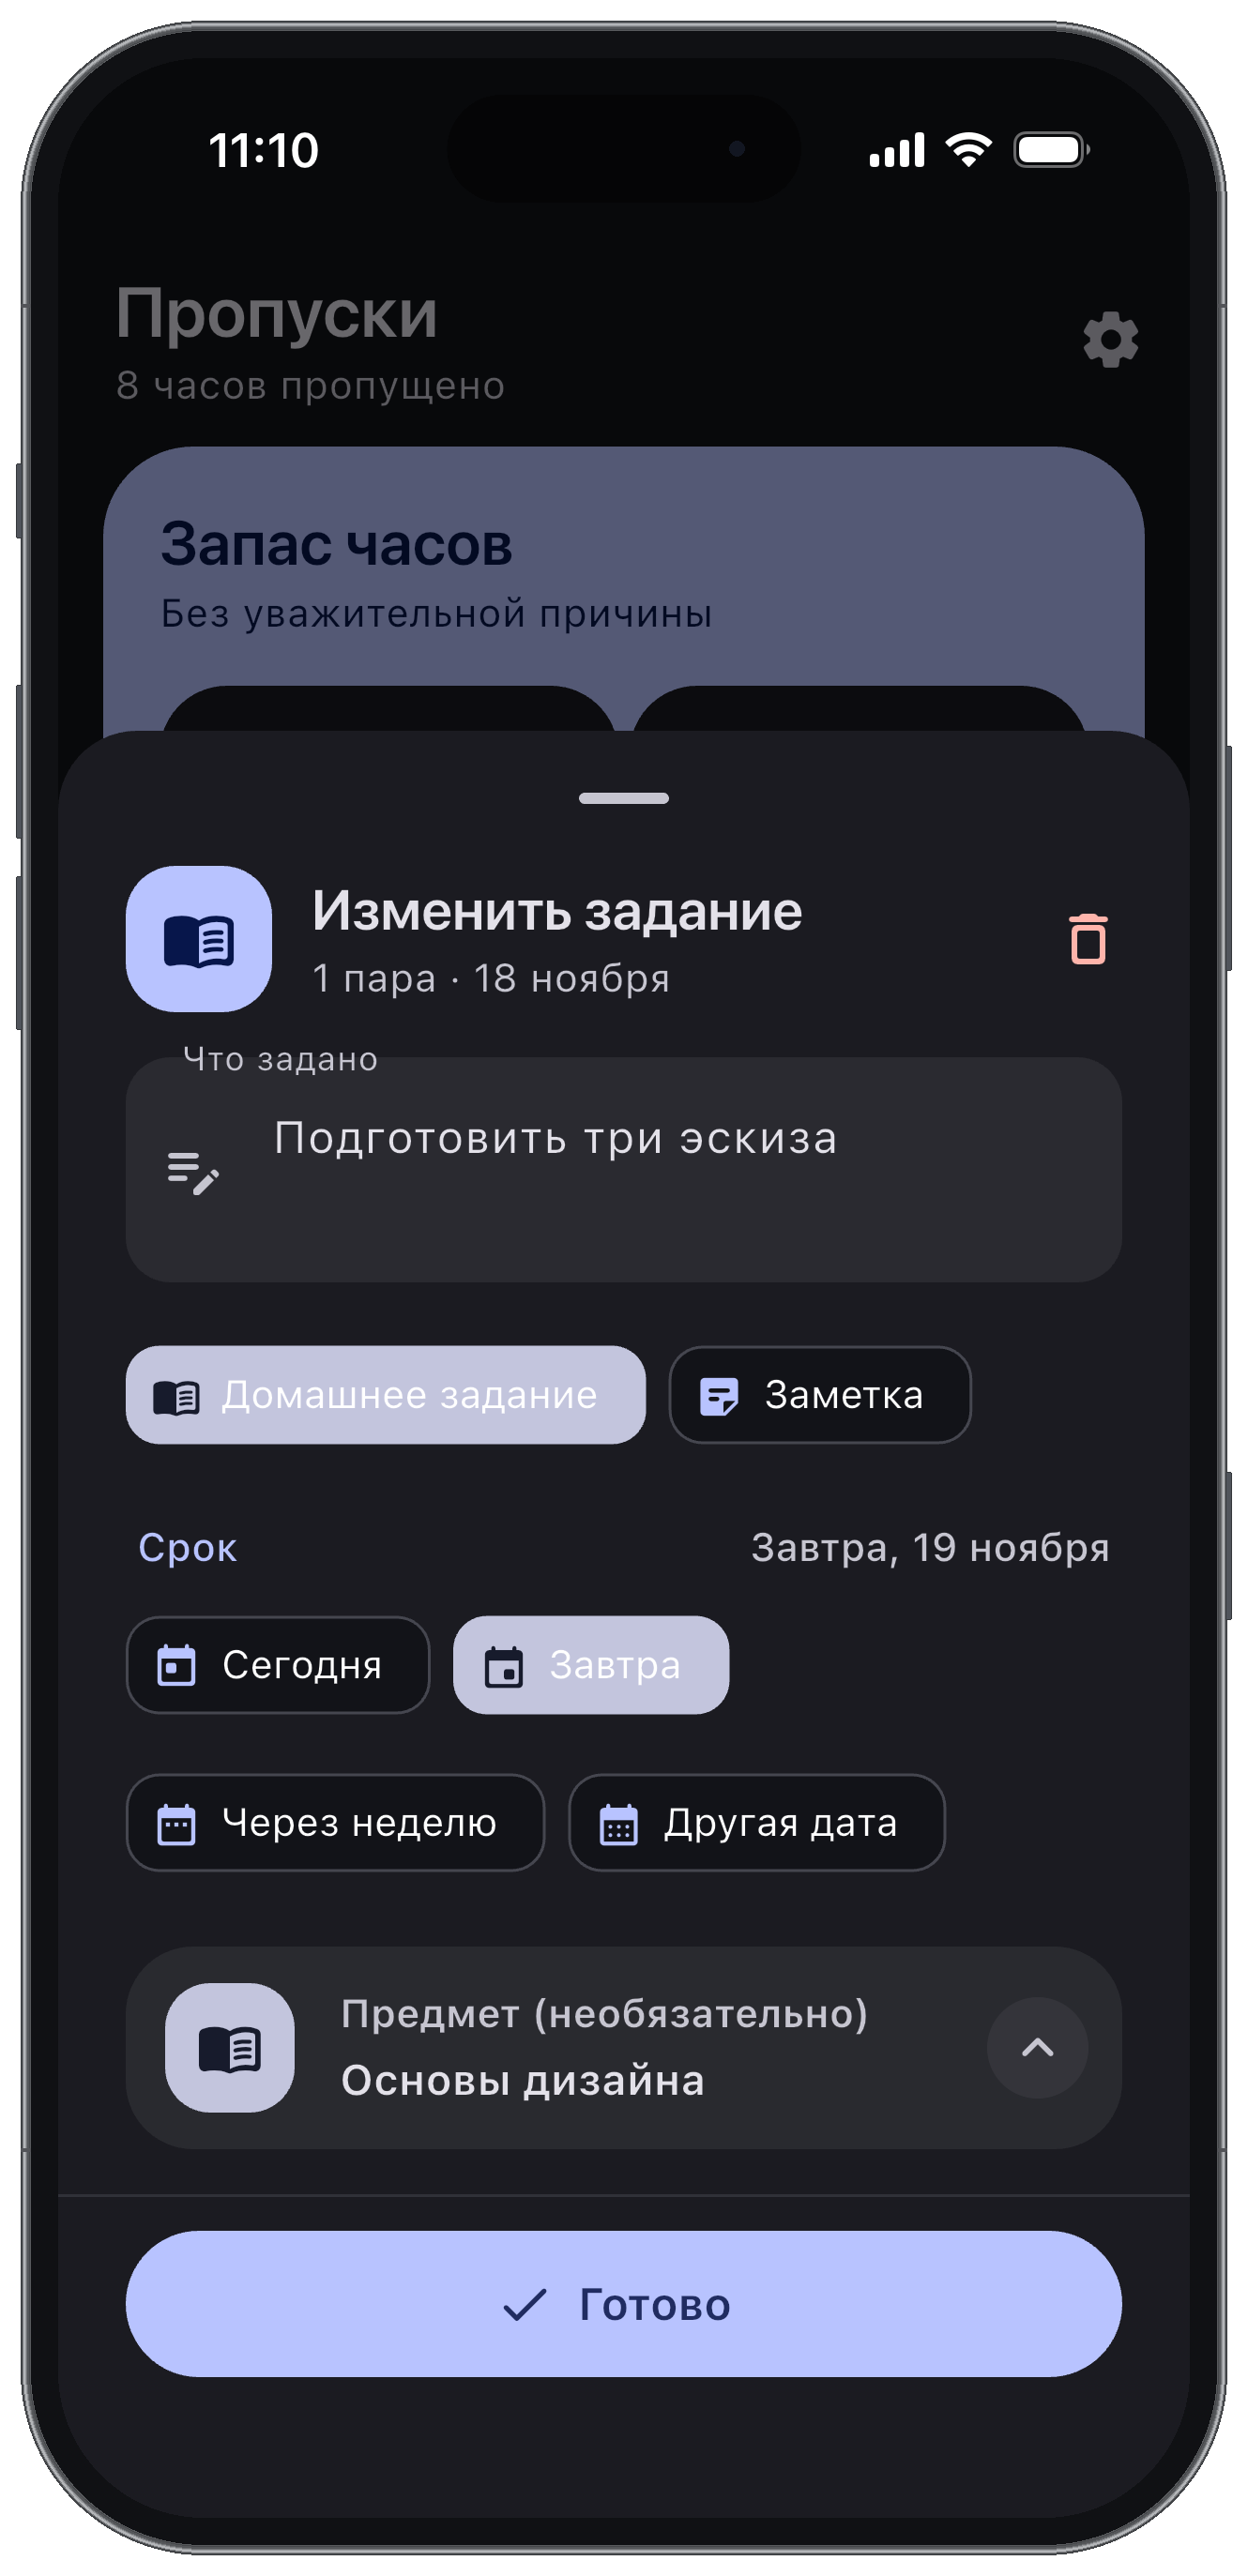 11:10
Пропуски
8 часов пропущено
Запас часов
Без уважительной причины
Изменить задание
1 пара · 18 ноября
Что задано
Подготовить три эскиза
Домашнее задание
Заметка
Срок
Завтра, 19 ноября
Сегодня
Завтра
Через неделю
Другая дата
Предмет (необязательно)
Основы дизайна
Готово